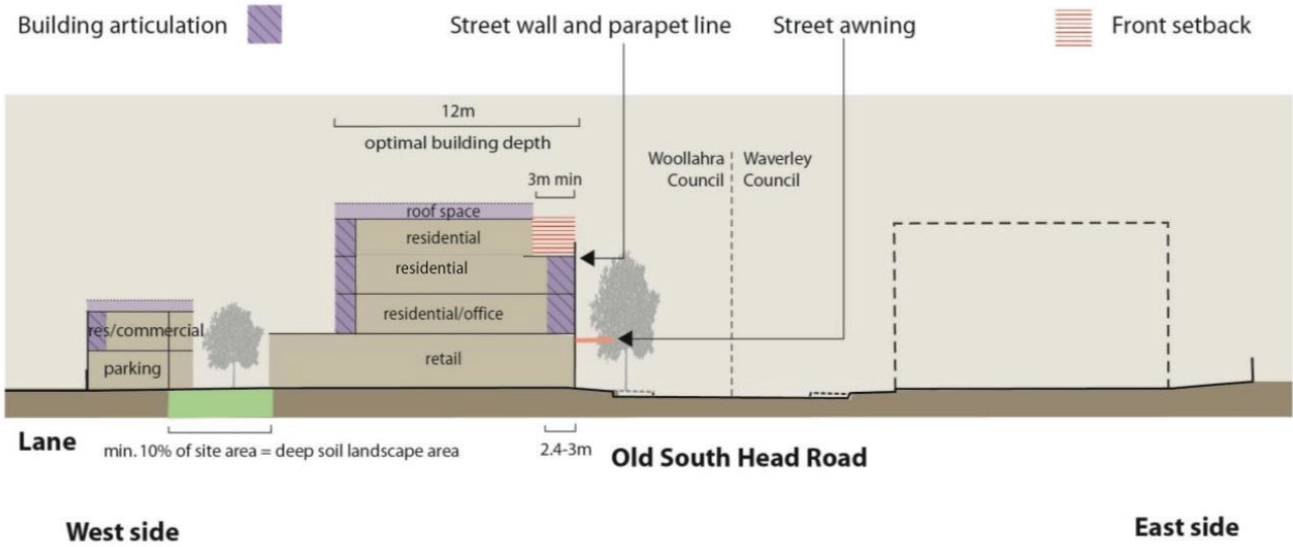 Building articulation
Street wall and parapet line
Street awning
Front setback
12m
optimal building depth
Woollahra
Council
Waverley
Council
3m min
roof space
residential
residential
residential/office
res/commercial
retail
parking
Lane
min. 10% of site area = deep soil landscape area
2.4-3m
Old South Head Road
West side
East side